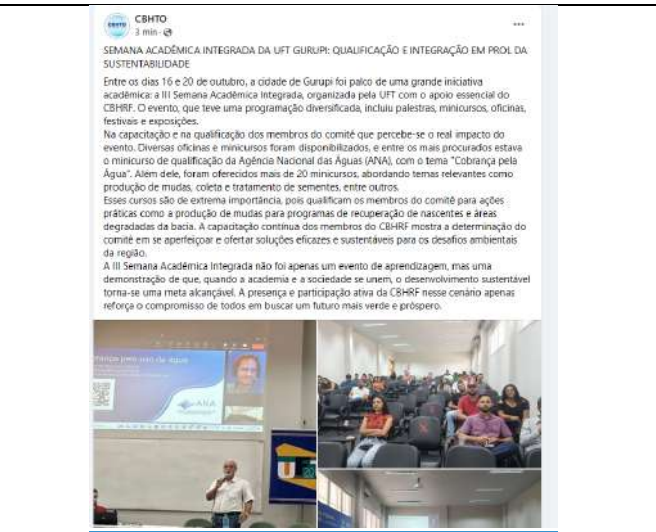 CBHTO
3 min ·
SEMANA ACADÊMICA INTEGRADA DA UFT GURUPI: QUALIFICAÇÃO E INTEGRAÇÃO EM PROL DA
SUSTENTABILIDADE
Entre os dias 16 e 20 de outubro, a cidade de Gurupi foi palco de uma grande iniciativa
acadêmica: a III Semana Acadêmica Integrada, organizada pela UFT com o apoio essencial do
CBHRF. O evento, que teve uma programação diversificada, incluiu palestras, minicursos, oficinas,
festivais e exposições.
Na capacitação e na qualificação dos membros do comitê que percebe-se o real impacto do
evento. Diversas oficinas e minicursos foram disponibilizados, e entre os mais procurados estava
o minicurso de qualificação da Agência Nacional das Águas (ANA), com o tema "Cobrança pela
Água". Além dele, foram oferecidos mais de 20 minicursos, abordando temas relevantes como
produção de mudas, coleta e tratamento de sementes, entre outros.
Esses cursos são de extrema importância, pois qualificam os membros do comitê para ações
práticas como a produção de mudas para programas de recuperação de nascentes e áreas
degradadas da bacia. A capacitação contínua dos membros do CBHRF mostra a determinação do
comitê em se aperfeiçoar e ofertar soluções eficazes e sustentáveis para os desafios ambientais
da região.
A III Semana Acadêmica Integrada não foi apenas um evento de aprendizagem, mas uma
demonstração de que, quando a academia e a sociedade se unem, o desenvolvimento sustentável
torna-se uma meta alcançável. A presença e participação ativa da CBHRF nesse cenário apenas
reforça o compromisso de todos em buscar um futuro mais verde e próspero.
pelo uso de água
ANA